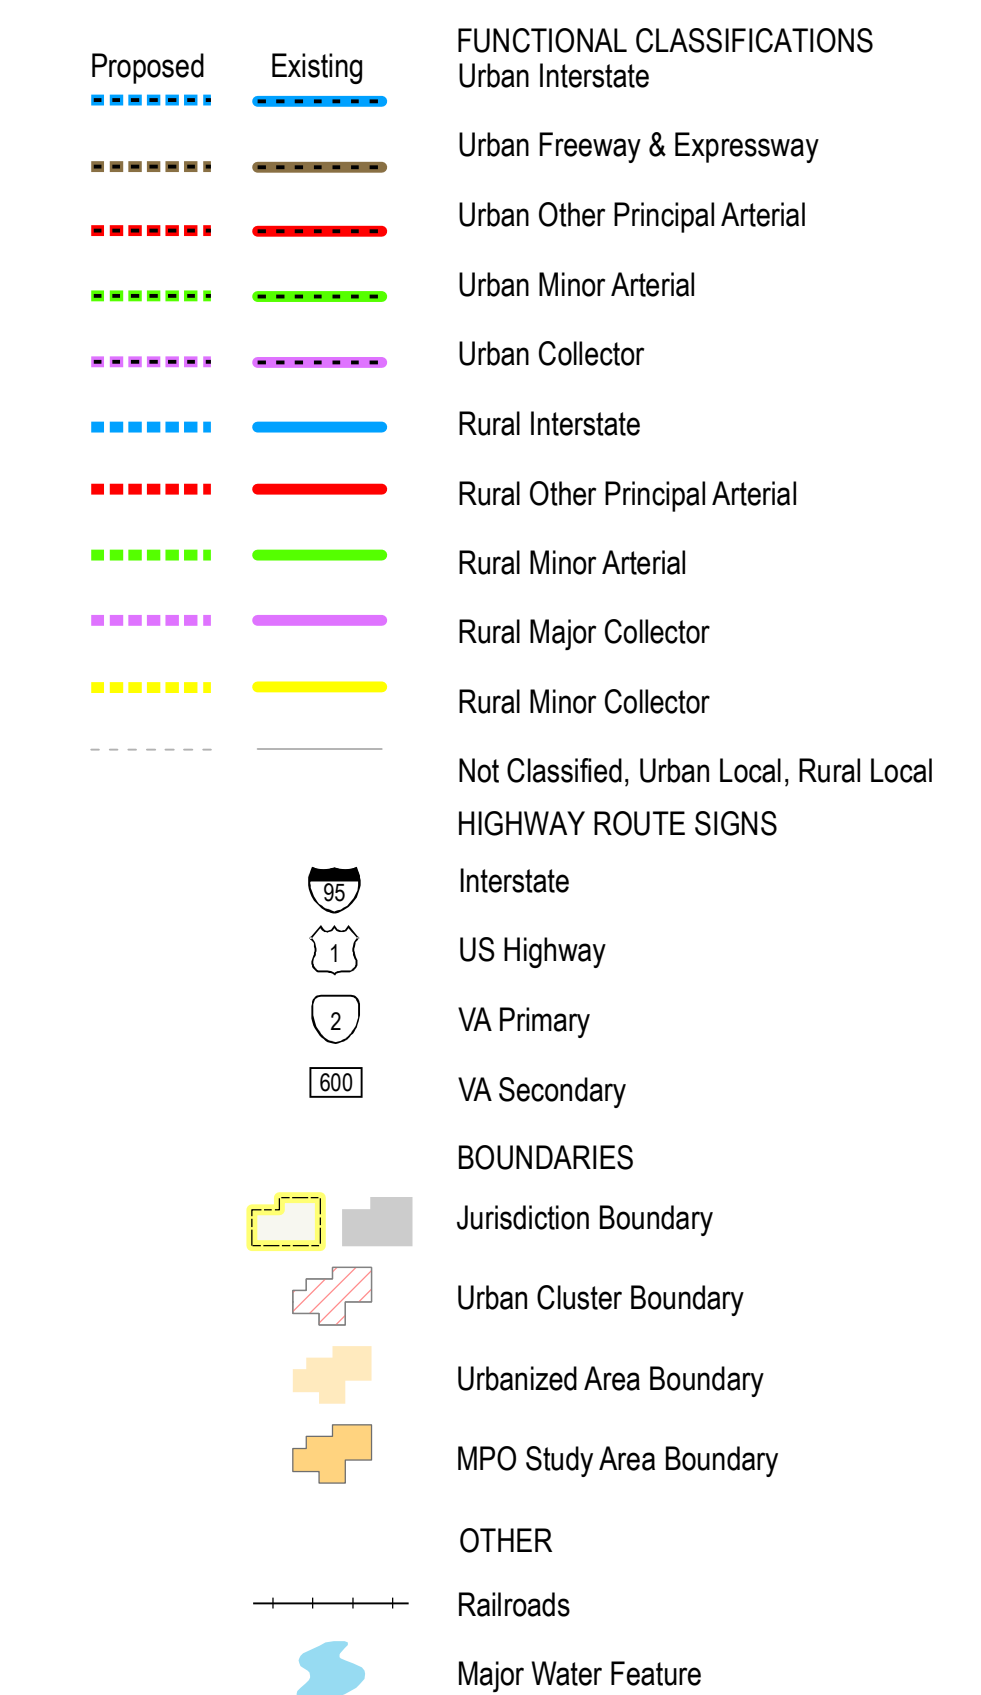 FUNCTIONAL CLASSIFICATIONS
Proposed Existing Urban Interstate
Urban Freeway & Expressway
Urban Other Principal Arterial
Urban Minor Arterial
Urban Collector
Rural Interstate
Rural Other Principal Arterial
Rural Minor Arterial
Rural Major Collector
Rural Minor Collector
Not Classified, Urban Local, Rural Local
HIGHWAY ROUTE SIGNS
95 Interstate
1 US Highway
2 VA Primary
600 VA Secondary
BOUNDARIES
Jurisdiction Boundary
Urban Cluster Boundary
Urbanized Area Boundary
MPO Study Area Boundary
OTHER
Railroads
Major Water Feature